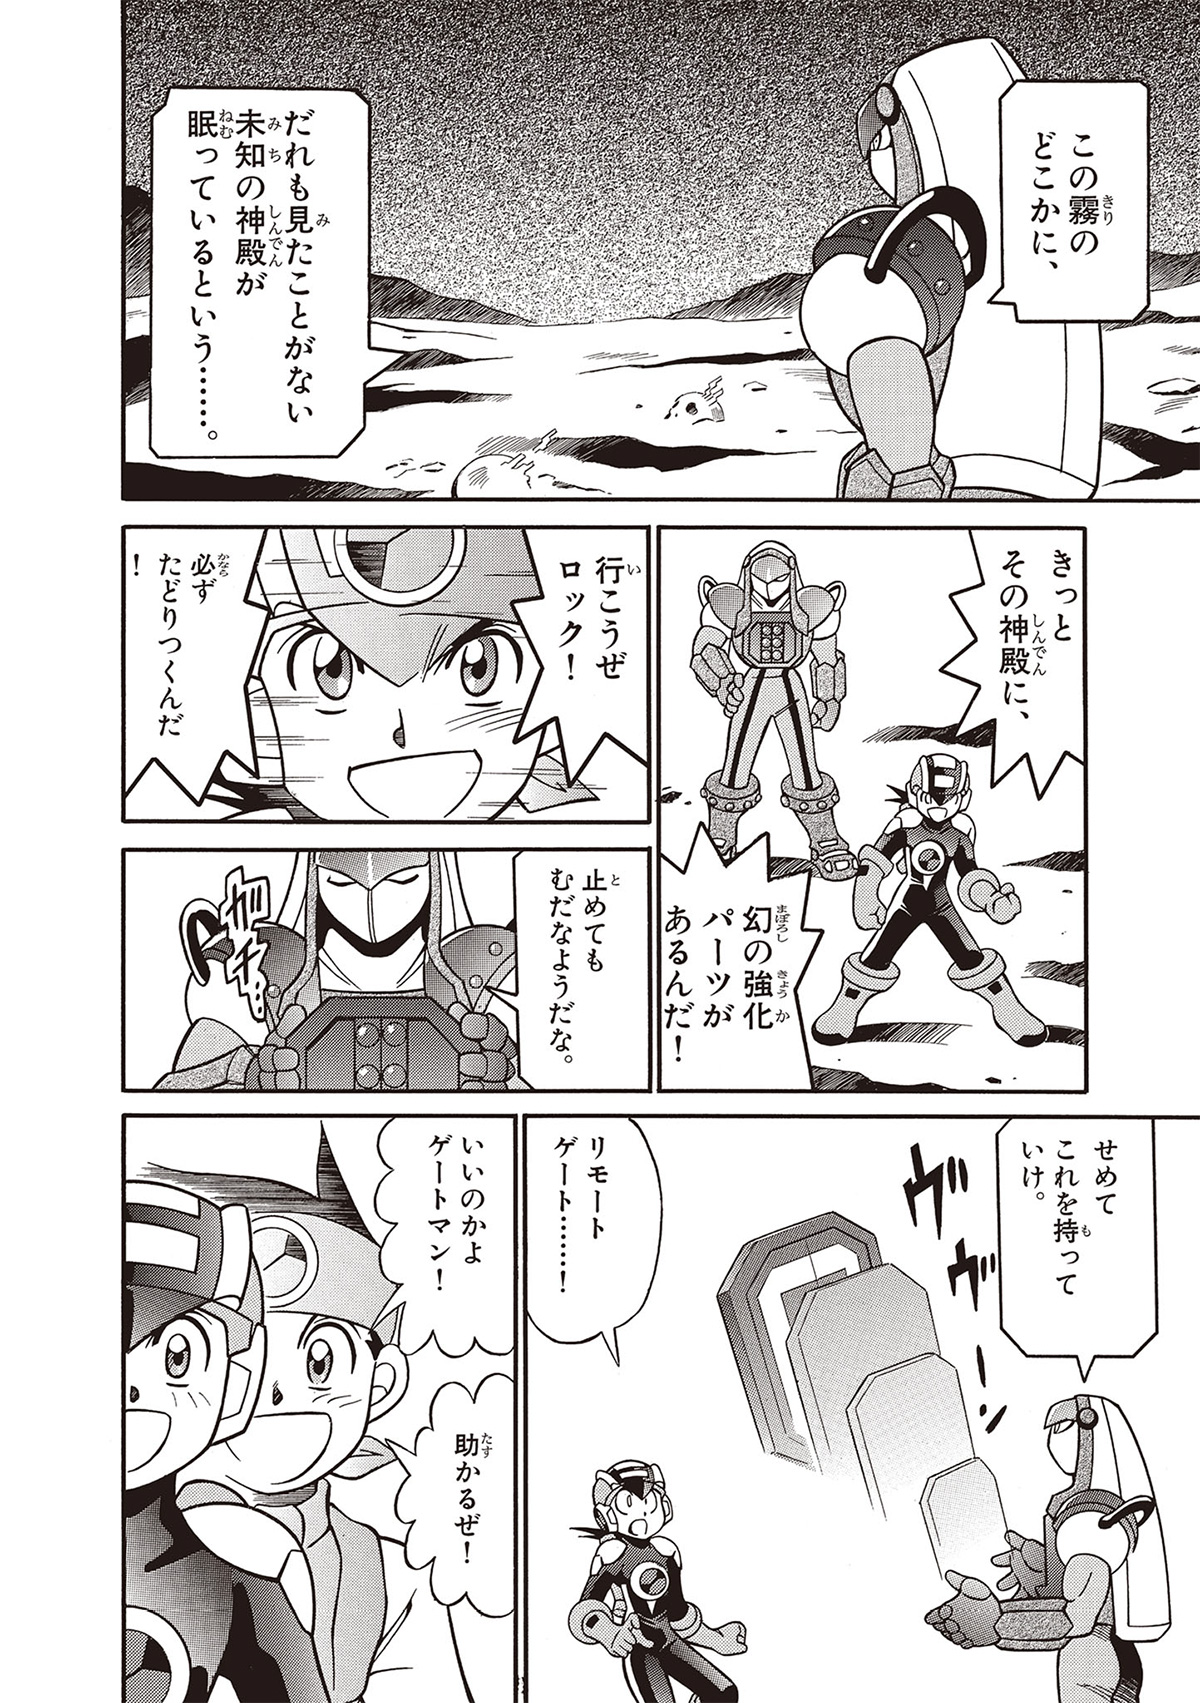 この霧の
どこかに、
だれも見たことがない
未知の神殿が
眠っているという……。
きっと
その神殿に、
幻の強化
パーツが
あるんだ！
行こうぜ
ロック！
必ず
たどりつくんだ
！
止めても
むだなようだな。
ガチ…
せめて
これを持って
いけ。
ヴヴ…！
リモート
ゲート……！
いいのかよ
ゲートマン！
助かるぜ！